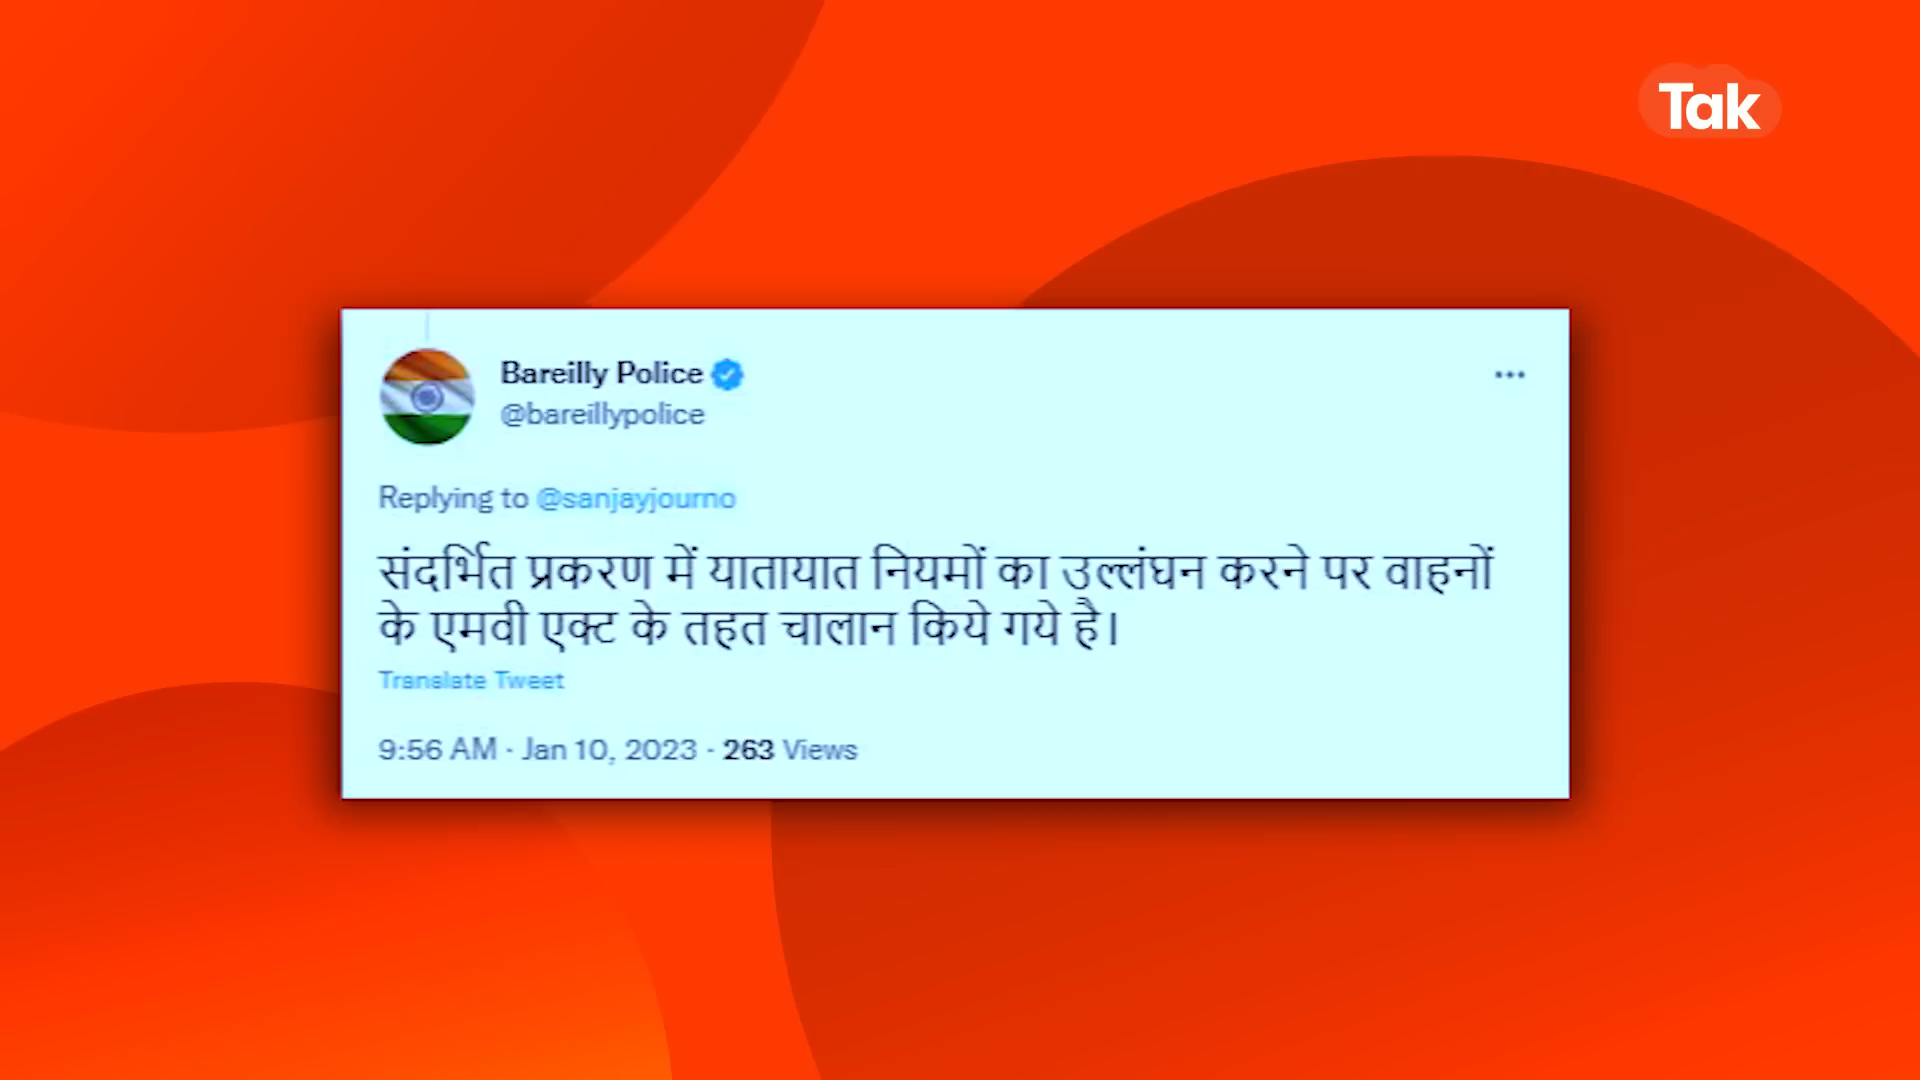 Tak
Bareilly Police
@bareillypolice
Replying to @sanjayjourno
संदर्भित प्रकरण में यातायात नियमों का उल्लंघन करने पर वाहनों
के एमवी एक्ट के तहत चालान किये गये है।
Translate Tweet
9:56 AM · Jan 10, 2023 · 263 Views